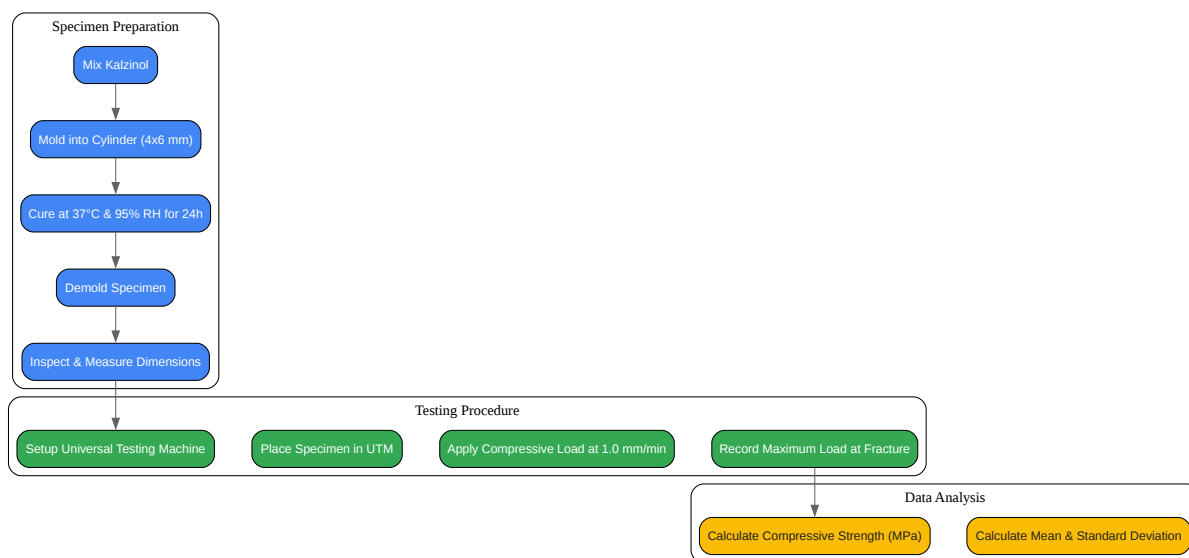 Specimen Preparation
Mix Kalzinol
Mold into Cylinder (4x6 mm)
Cure at 37°C & 95% RH for 24h
Demold Specimen
Inspect & Measure Dimensions
Testing Procedure
Setup Universal Testing Machine
Place Specimen in UTM
Apply Compressive Load at 1.0 mm/min
Record Maximum Load at Fracture
Data Analysis
Calculate Compressive Strength (MPa)
Calculate Mean & Standard Deviation